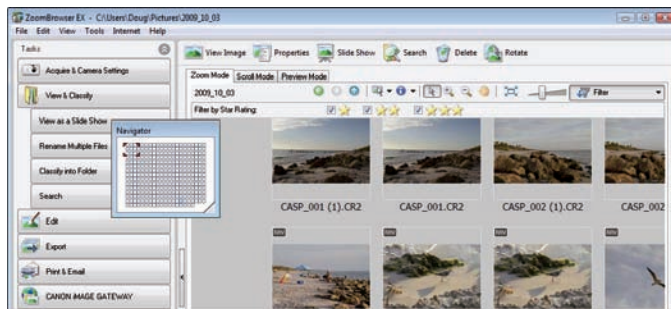 ZoomBrowser EX - C:\Users\Doug\Pictures\2009_10_03
File Edit View Tools Internet Help
Tasks
Acquire & Camera Settings
View & Classify
View as a Slide Show
Rename Multiple Files
Classify into Folder
Search
Edit
Export
Print & Email
CANON iMAGE GATEWAY
Navigator
View Image Properties Slide Show Search Delete Rotate
Zoom Mode Scroll Mode Preview Mode
2009_10_03 Filter
Filter by Star Rating:
CASP_001 (1).CR2 CASP_001.CR2 CASP_002 (1).CR2 CASP_002